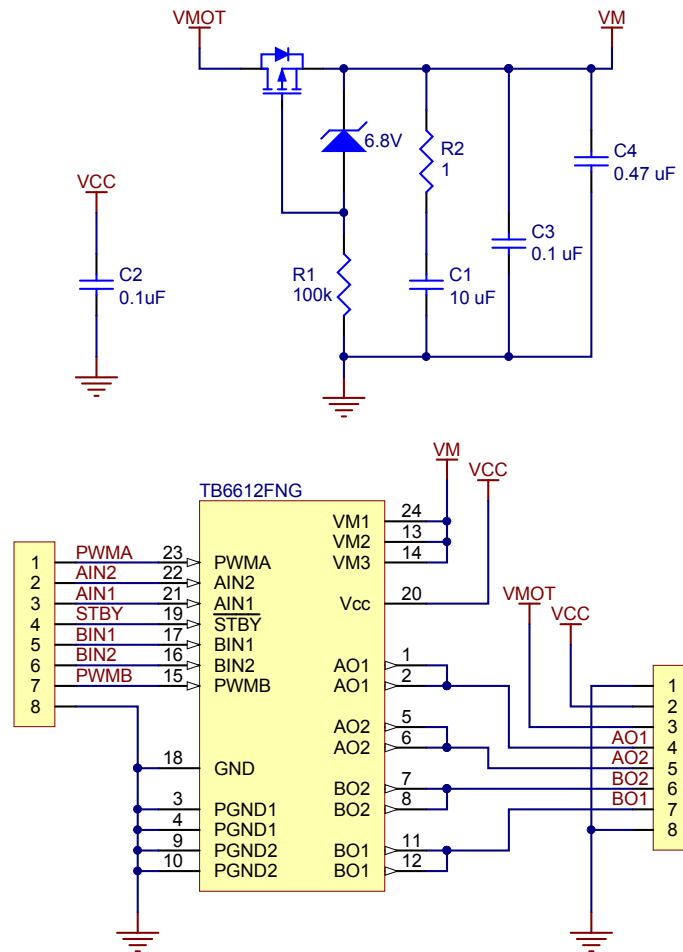 VMOT
VM
6.8V
R2
1
C4
0.47 uF
VCC
C3
0.1 uF
C2
0.1uF
R1
100k
C1
10 uF
VM
VCC
TB6612FNG
VMOT
VCC
1 PWMA 23 PWMA
2 AIN2 22 AIN2
3 AIN1 21 AIN1
4 STBY 19 STBY
5 BIN1 17 BIN1
6 BIN2 16 BIN2
7 PWMB 15 PWMB
8
18 GND
3 PGND1
4 PGND1
9 PGND2
10 PGND2
VM1 24
VM2 13
VM3 14
Vcc 20
AO1 1
AO1 2
AO2 5
AO2 6
BO2 7
BO2 8
BO1 11
BO1 12
1
2
3
AO1 4
AO2 5
BO2 6
BO1 7
8